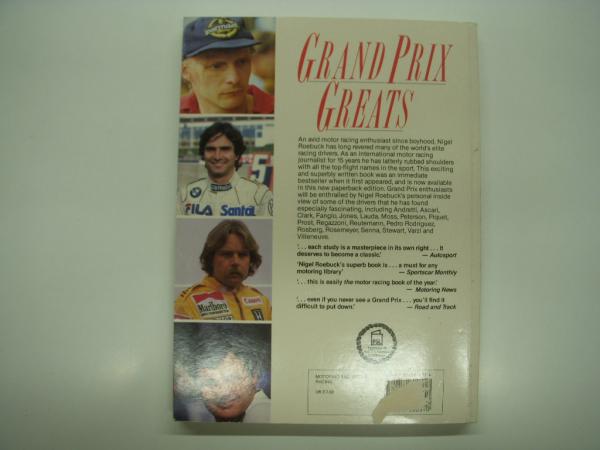 Parmalat
GRAND PRIX
GREATS
An avid motor racing enthusiast since boyhood, Nigel
Roebuck has long revered many of the world's elite
racing drivers. As an international motor racing
journalist for 15 years he has latterly rubbed shoulders
with all the top-flight names in the sport. This exciting
and superbly written book was an immediate
bestseller when it first appeared, and is now available
in this new paperback edition. Grand Prix enthusiasts
will be enthralled by Nigel Roebuck's personal inside
view of some of the drivers that he has found
especially fascinating, including Andretti, Ascari,
Clark, Fangio, Jones, Lauda, Moss, Peterson, Piquet,
Prost, Regazzoni, Reutemann, Pedro Rodriguez,
Rosberg, Rosemeyer, Senna, Stewart, Varzi and
Villeneuve.
'. . . each study is a masterpiece in its own right . . . It
deserves to become a classic.' — Autosport
'Nigel Roebuck's superb book is . . . a must for any
motoring library' — Sportscar Monthly
'. . . this is easily the motor racing book of the year.'
— Motoring News
'. . . even if you never see a Grand Prix . . . you'll find it
difficult to put down.' — Road and Track
5
FILA Santal
Marlboro
Canon
PSL
MOTORING AND
RACING